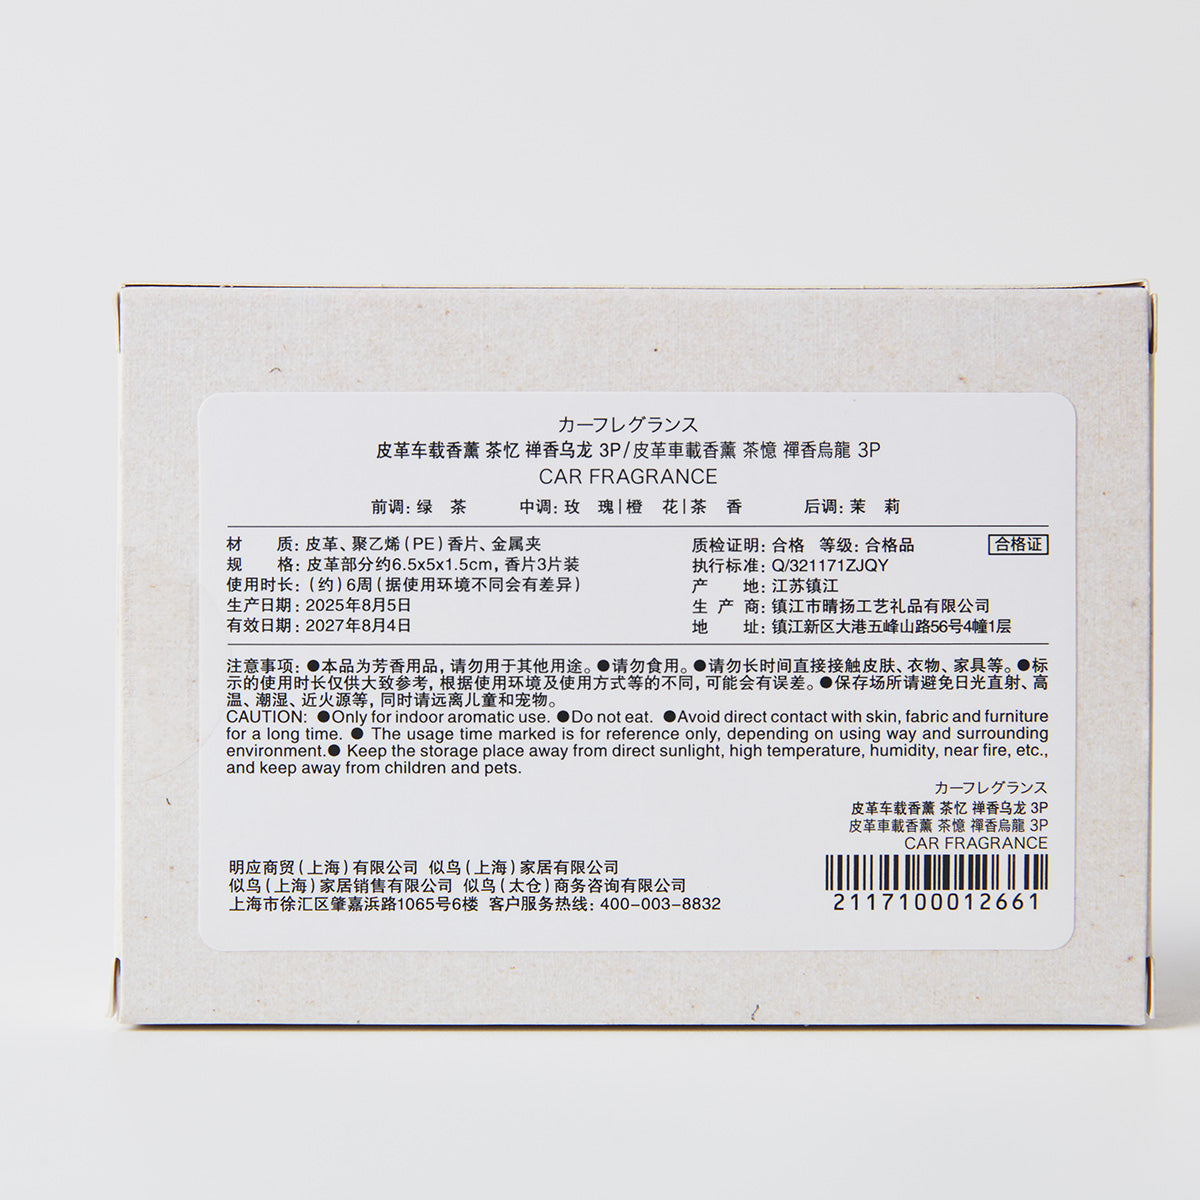 カーフレグランス
皮革车载香薰 茶忆 禅香乌龙 3P/皮革車載香薰 茶憶 禪香烏龍 3P
CAR FRAGRANCE
前调: 绿 茶 中调: 玫 瑰|橙 花|茶 香 后调: 茉 莉
材 质: 皮革、聚乙烯(PE)香片、金属夹
规 格: 皮革部分约6.5x5x1.5cm, 香片3片装
使用时长: (约) 6周 (据使用环境不同会有差异)
生产日期: 2025年8月5日
有效日期: 2027年8月4日
质检证明: 合格 等级: 合格品 合格证
执行标准: Q/321171ZJQY
产 地: 江苏镇江
生 产 商: 镇江市晴扬工艺礼品有限公司
地 址: 镇江新区大港五峰山路56号4幢1层
注意事项: ●本品为芳香用品, 请勿用于其他用途。●请勿食用。●请勿长时间直接接触皮肤、衣物、家具等。●标
示的使用时长仅供大致参考, 根据使用环境及使用方式等的不同, 可能会有误差。●保存场所请避免日光直射、高
温、潮湿、近火源等, 同时请远离儿童和宠物。
CAUTION: ●Only for indoor aromatic use. ●Do not eat. ●Avoid direct contact with skin, fabric and furniture
for a long time. ● The usage time marked is for reference only, depending on using way and surrounding
environment.● Keep the storage place away from direct sunlight, high temperature, humidity, near fire, etc.,
and keep away from children and pets.
カーフレグランス
皮革车载香薰 茶忆 禅香乌龙 3P
皮革車載香薰 茶憶 禪香烏龍 3P
CAR FRAGRANCE
2117100012661
明应商贸(上海)有限公司 似鸟(上海)家居有限公司
似鸟(上海)家居销售有限公司 似鸟(太仓)商务咨询有限公司
上海市徐汇区肇嘉浜路1065号6楼 客户服务热线: 400-003-8832